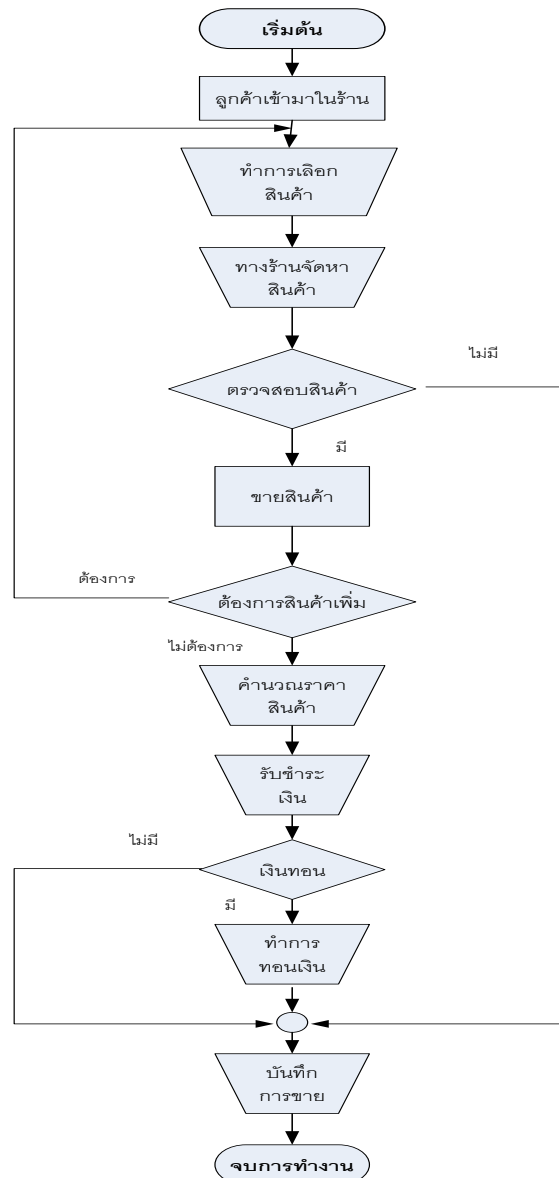 เริ่มต้น
ลูกค้าเข้ามาในร้าน
ทำการเลือก
สินค้า
ทางร้านจัดหา
สินค้า
ไม่มี
ตรวจสอบสินค้า
มี
ขายสินค้า
ต้องการ
ต้องการสินค้าเพิ่ม
ไม่ต้องการ
คำนวณราคา
สินค้า
รับชำระ
เงิน
ไม่มี
เงินทอน
มี
ทำการ
ทอนเงิน
บันทึก
การขาย
จบการทำงาน